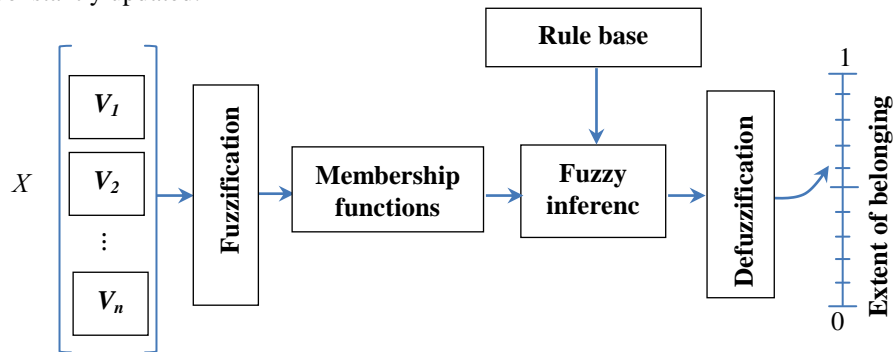 Rule base
1
X
V1
V2
⋮
Vn
Fuzzification
Membership
functions
Fuzzy
inferenc
Defuzzification
Extent of belonging
0